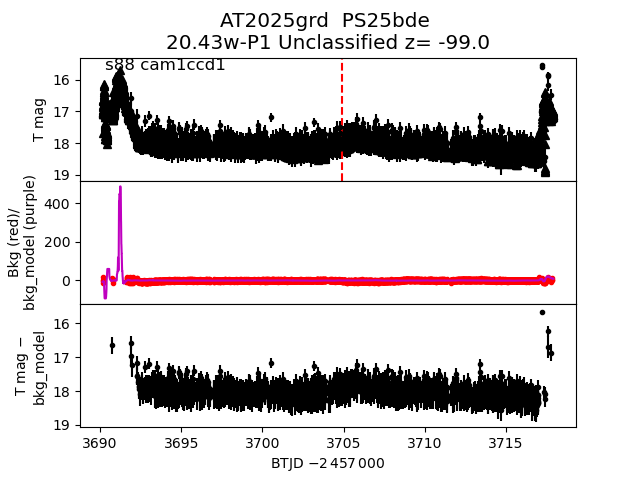 AT2025grd  PS25bde
20.43w-P1 Unclassified z= -99.0
s88 cam1ccd1
T mag
16
17
18
19
Bkg (red)/
bkg_model (purple)
400
200
0
T mag −
bkg_model
16
17
18
19
3690
3695
3700
3705
3710
3715
BTJD −2 457 000